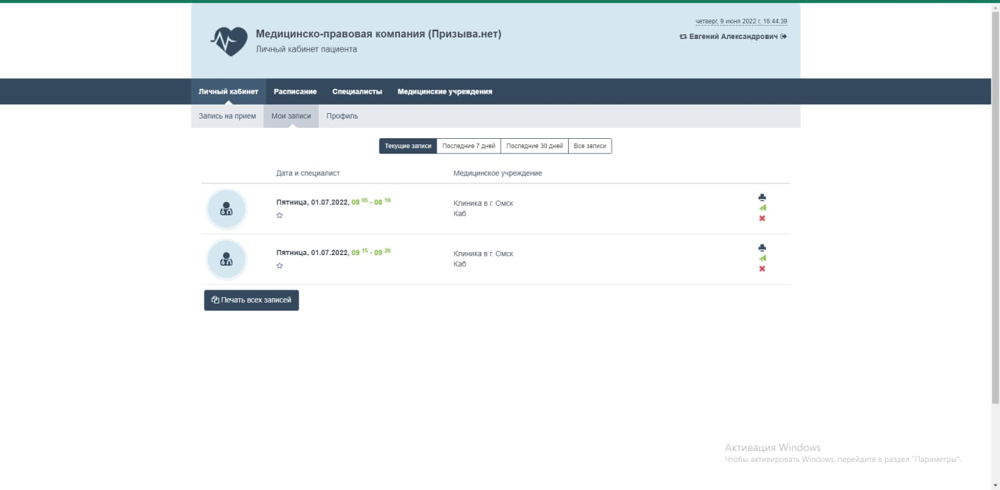 четверг, 9 июня 2022 г, 16:44:39
Медицинско-правовая компания (Призыва.нет)
Евгений Александрович
Личный кабинет пациента
Личный кабинет Расписание Специалисты Медицинские учреждения
Запись на прием Мои записи Профиль
Текущие записи Последние 7 дней Последние 30 дней Все записи
Дата и специалист Медицинское учреждение
Пятница, 01.07.2022, 08 05 - 08 10 Клиника в г. Омск
Каб
Пятница, 01.07.2022, 09 15 - 09 20 Клиника в г. Омск
Каб
Печать всех записей
Активация Windows
Чтобы активировать Windows, перейдите в раздел "Параметры".